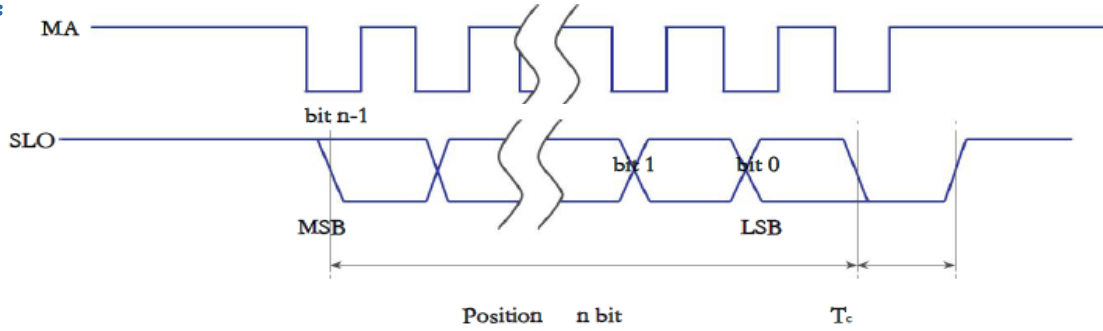 MA
bit n-1
SLO
bit 1 bit 0
MSB LSB
Position n bit Tc